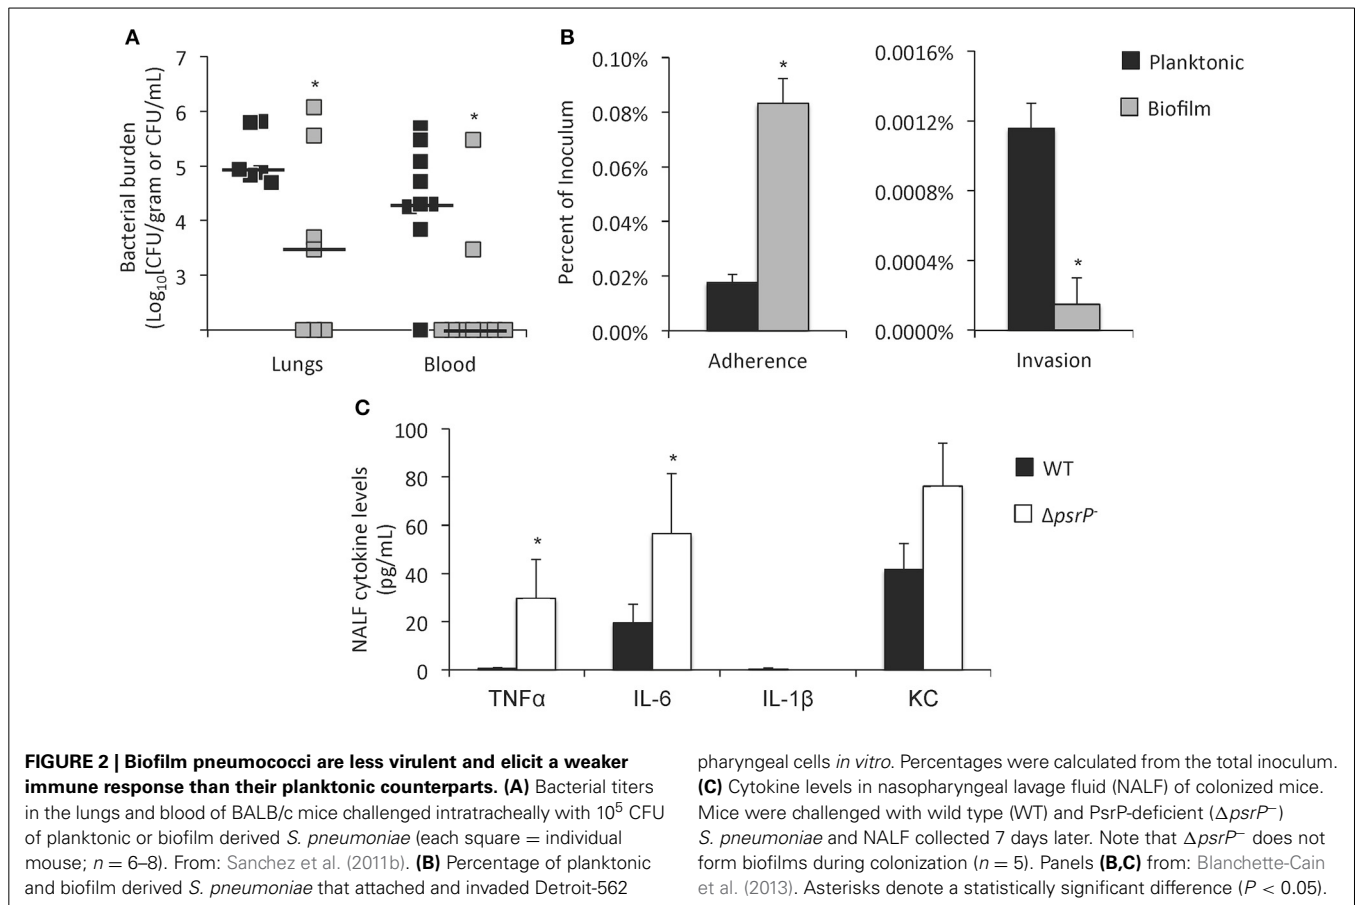 A
7
6
5
4
3
Bacterial burden
(Log10[CFU/gram or CFU/mL)
*
*
Lungs
Blood
B
0.10%
0.08%
0.06%
0.04%
0.02%
0.00%
Percent of Inoculum
*
Adherence
0.0016%
0.0012%
0.0008%
0.0004%
0.0000%
*
Invasion
Planktonic
Biofilm
C
100
80
60
40
20
0
NALF cytokine levels
(pg/mL)
*
*
TNFα
IL-6
IL-1β
KC
WT
ΔpsrP-
FIGURE 2 | Biofilm pneumococci are less virulent and elicit a weaker
immune response than their planktonic counterparts. (A) Bacterial titers
in the lungs and blood of BALB/c mice challenged intratracheally with 10⁵ CFU
of planktonic or biofilm derived S. pneumoniae (each square = individual
mouse; n = 6–8). From: Sanchez et al. (2011b). (B) Percentage of planktonic
and biofilm derived S. pneumoniae that attached and invaded Detroit-562
pharyngeal cells in vitro. Percentages were calculated from the total inoculum.
(C) Cytokine levels in nasopharyngeal lavage fluid (NALF) of colonized mice.
Mice were challenged with wild type (WT) and PsrP-deficient (ΔpsrP⁻)
S. pneumoniae and NALF collected 7 days later. Note that ΔpsrP⁻ does not
form biofilms during colonization (n = 5). Panels (B,C) from: Blanchette-Cain
et al. (2013). Asterisks denote a statistically significant difference (P < 0.05).